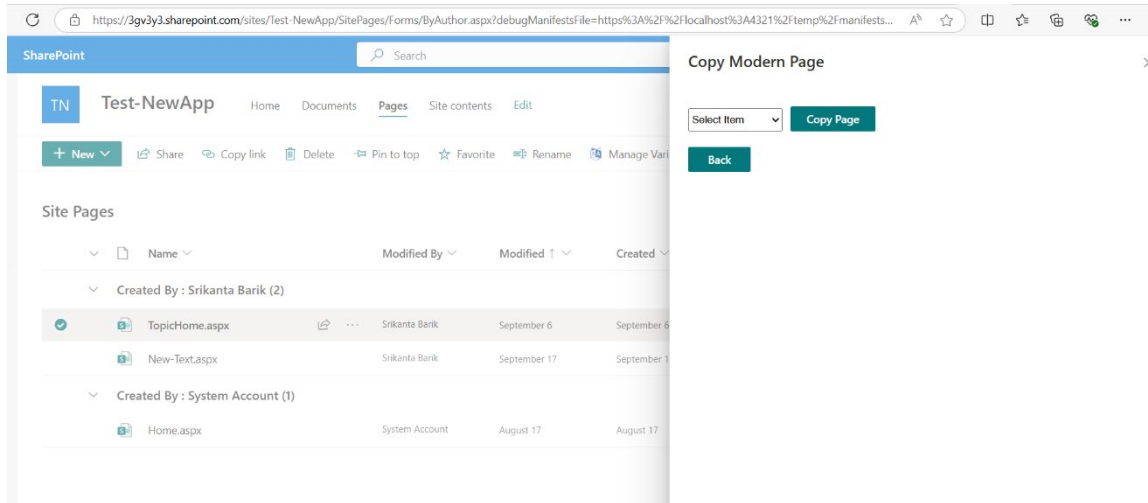 https://3gv3y3.sharepoint.com/sites/Test-NewApp/SitePages/Forms/ByAuthor.aspx?debugManifestsFile=https%3A%2F%2Flocalhost%3A4321%2Ftemp%2Fmanifests...
SharePoint
Search
TN
Test-NewApp Home Documents Pages Site contents Edit
+ New Share Copy link Delete Pin to top Favorite Rename Manage Vari
Site Pages
Name Modified By Modified Created
Created By : Srikanta Barik (2)
TopicHome.aspx Srikanta Barik September 6 September 6
New-Text.aspx Srikanta Barik September 17 September 1
Created By : System Account (1)
Home.aspx System Account August 17 August 17
Copy Modern Page
Select Item Copy Page
Back